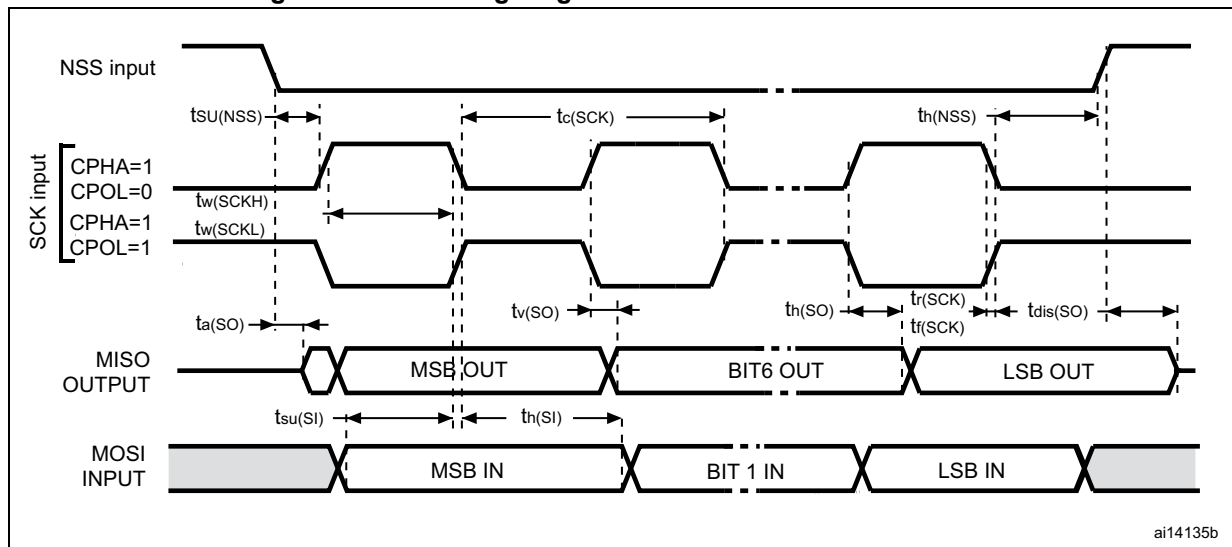 NSS input
tSU(NSS)
tc(SCK)
th(NSS)
SCK input
CPHA=1
CPOL=0
tw(SCKH)
CPHA=1
tw(SCKL)
CPOL=1
ta(SO)
tv(SO)
th(SO)
tr(SCK)
tf(SCK)
tdis(SO)
MISO
OUTPUT
MSB OUT
BIT6 OUT
LSB OUT
tsu(SI)
th(SI)
MOSI
INPUT
MSB IN
BIT 1 IN
LSB IN
ai14135b